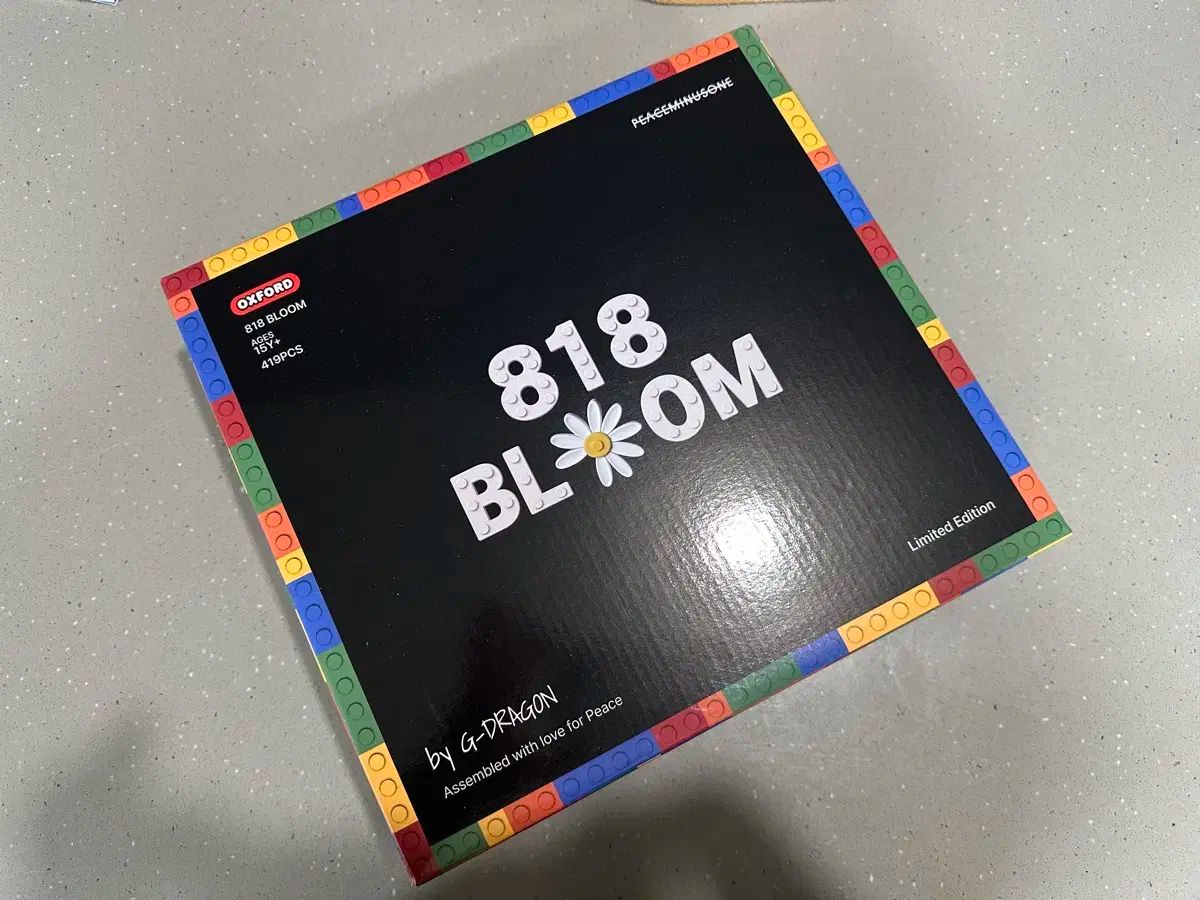 PEACEMINUSONE
OXFORD
818 BLOOM
AGES
15Y+
419PCS
818
BLOOM
Limited Edition
by G-DRAGON
Assembled with love for Peace